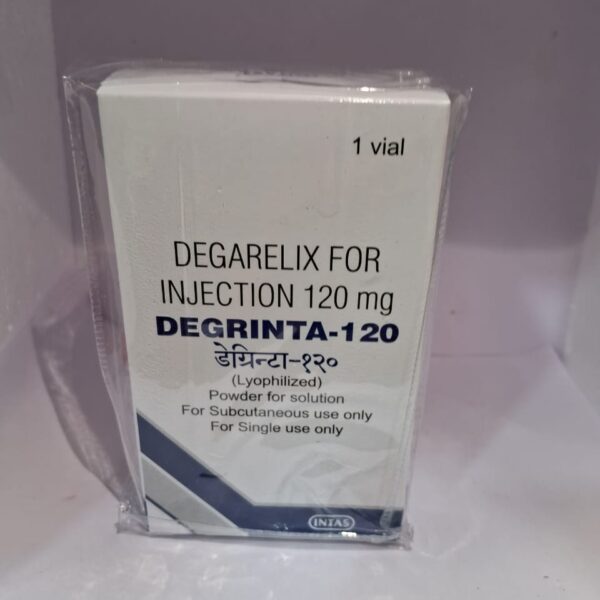 1 vial
DEGARELIX FOR
INJECTION 120 mg
DEGRINTA-120
डेग्रिन्टा-१२०
(Lyophilized)
Powder for solution
For Subcutaneous use only
For Single use only
INTAS